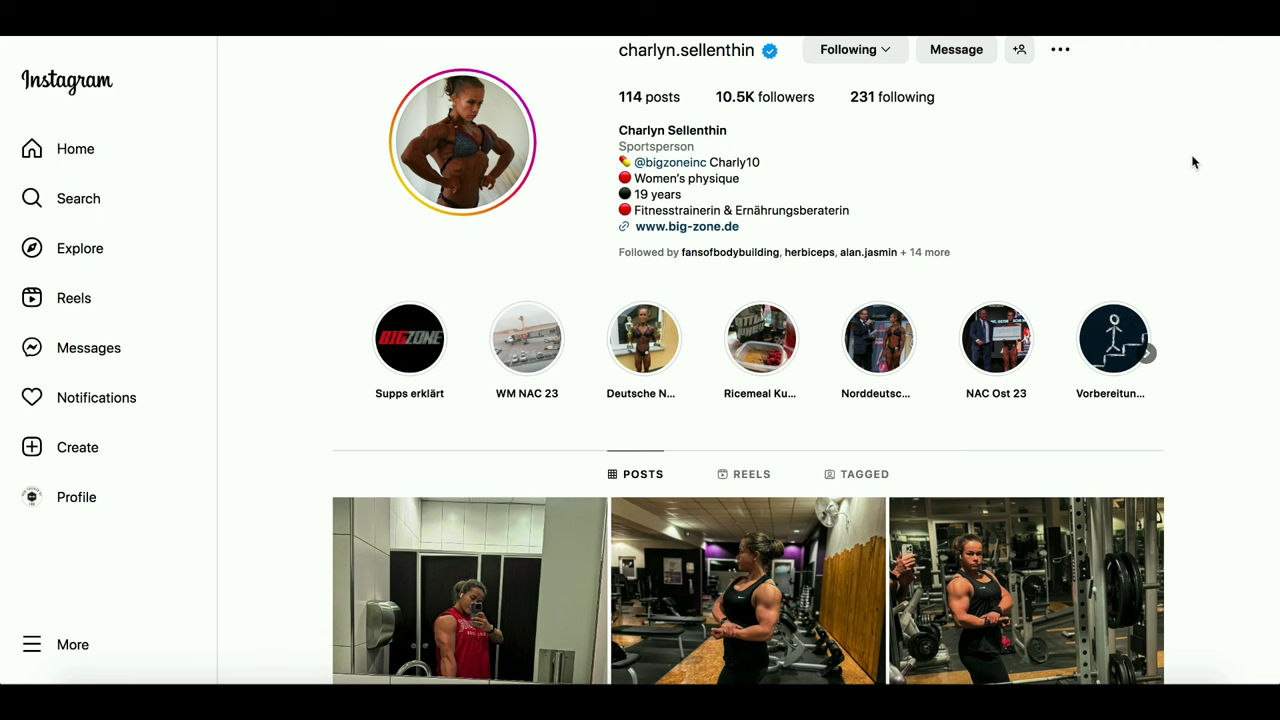 Instagram
Home
Search
Explore
Reels
Messages
Notifications
Create
Profile
More
charlyn.sellenthin
Following
Message
114 posts 10.5K followers 231 following
Charlyn Sellenthin
Sportsperson
@bigzoneinc Charly10
Women's physique
19 years
Fitnesstrainerin & Ernährungsberaterin
www.big-zone.de
Followed by fansofbodybuilding, herbiceps, alan.jasmin + 14 more
BIGZONE
Supps erklärt
WM NAC 23
Deutsche N...
Ricemeal Ku...
Norddeutsc...
NAC Ost 23
Vorbereitun...
POSTS
REELS
TAGGED